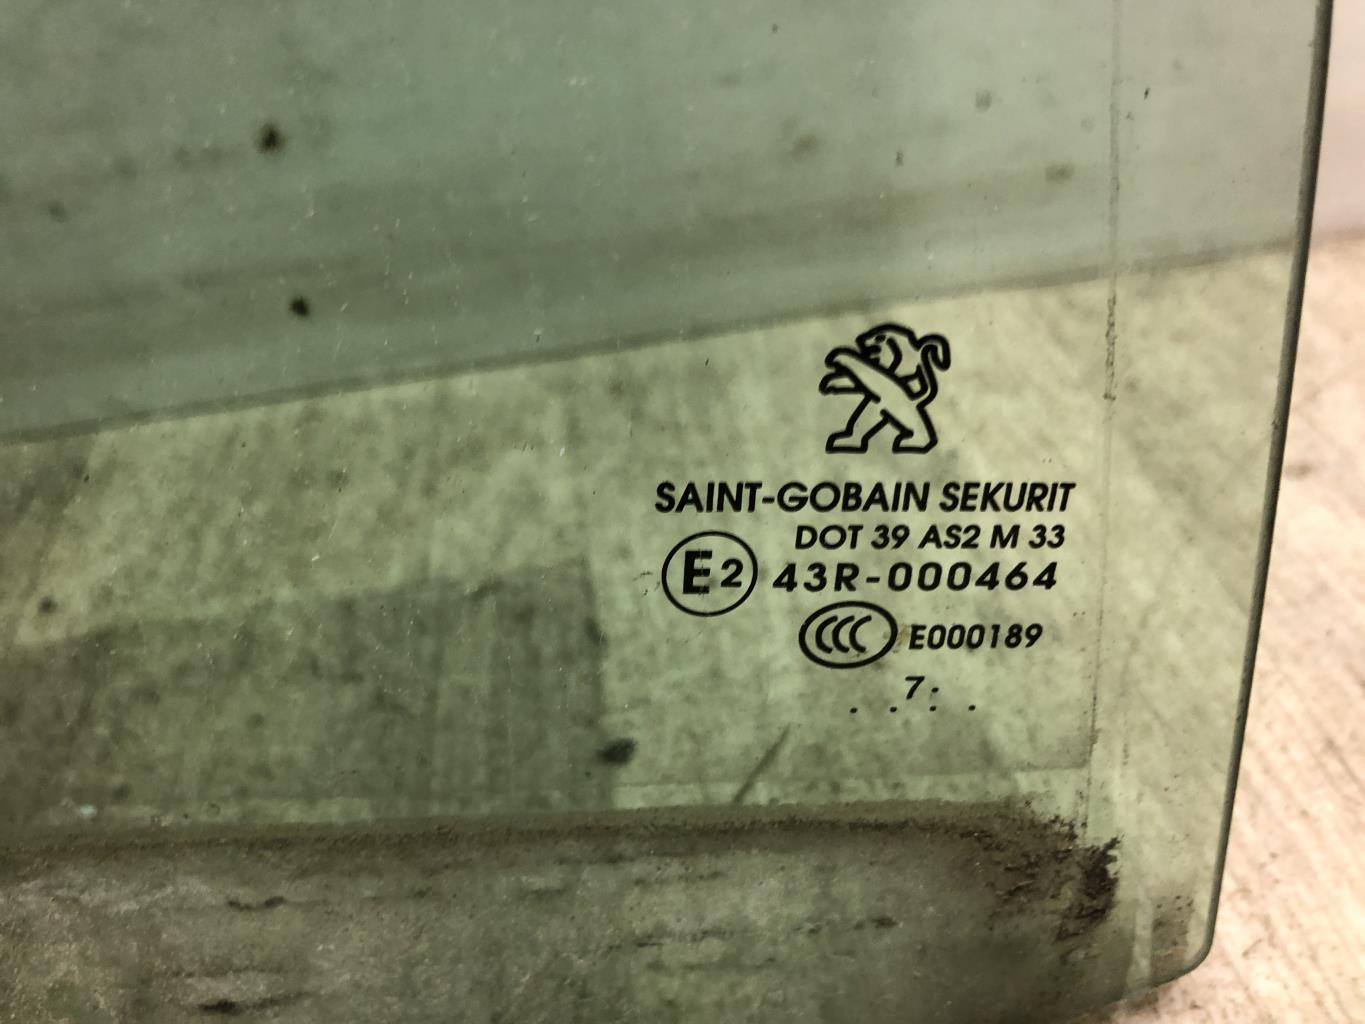 SAINT-GOBAIN SEKURIT
DOT 39 AS2 M 33
E2 43R-000464
CCC E000189
. . 7 : .